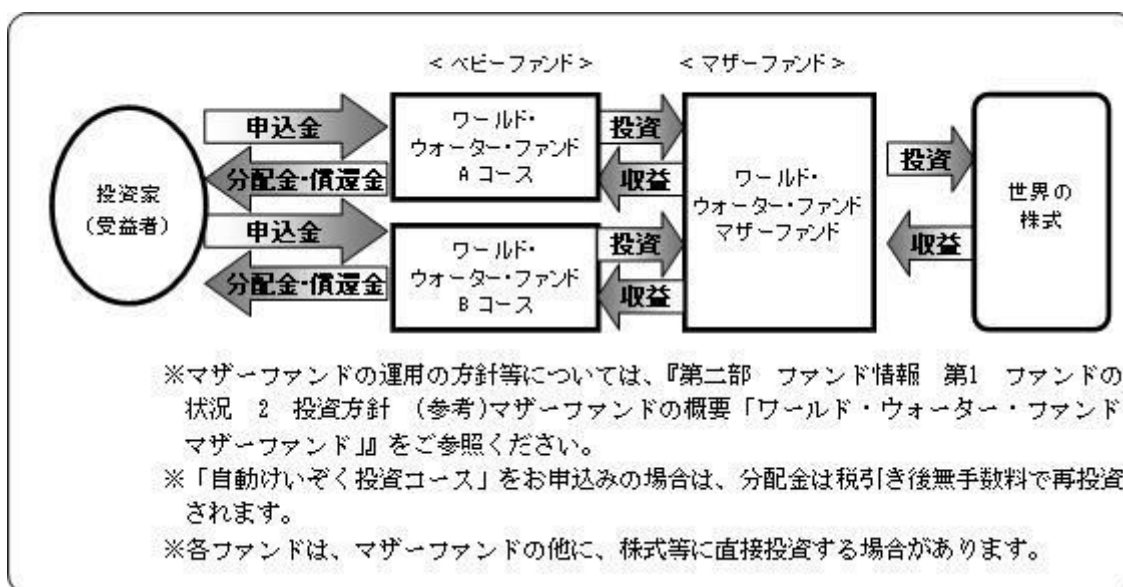 <ベビーファンド>
<マザーファンド>
投資家
(受益者)
申込金
分配金・償還金
申込金
分配金・償還金
ワールド・
ウォーター・ファンド
Aコース
ワールド・
ウォーター・ファンド
Bコース
投資
収益
投資
収益
ワールド・
ウォーター・ファンド
マザーファンド
投資
収益
世界の
株式
※マザーファンドの運用の方針等については、『第二部 ファンド情報 第1 ファンドの
状況 2 投資方針 (参考)マザーファンドの概要「ワールド・ウォーター・ファンド
マザーファンド」』をご参照ください。
※「自動けいぞく投資コース」をお申込みの場合は、分配金は税引き後無手数料で再投資
されます。
※各ファンドは、マザーファンドの他に、株式等に直接投資する場合があります。